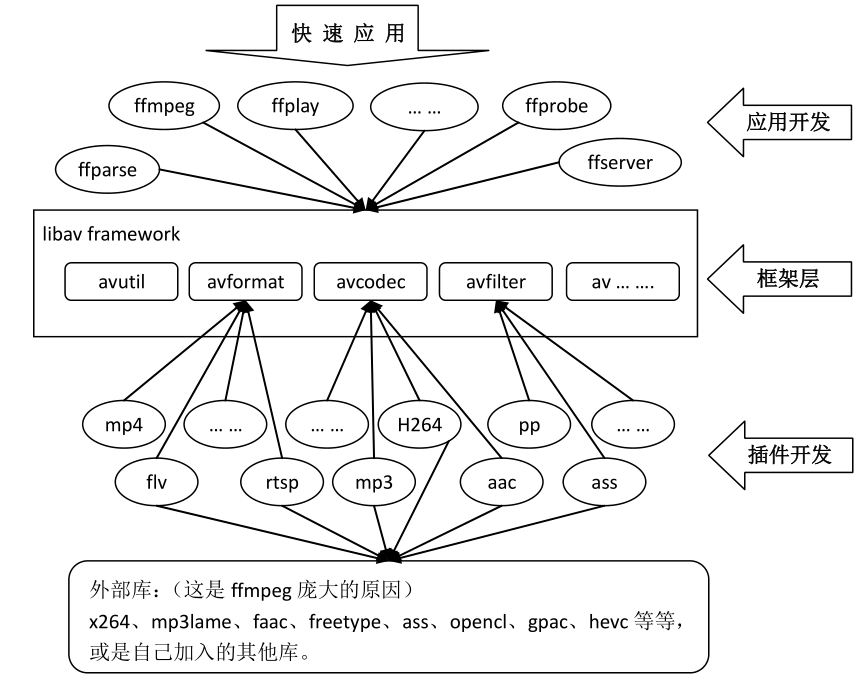 快 速 应 用
ffmpeg ffplay … … ffprobe
应用开发
ffparse ffserver
libav framework
avutil avformat avcodec avfilter av … ….
框架层
mp4 … … … … H264 pp … …
插件开发
flv rtsp mp3 aac ass
外部库：（这是 ffmpeg 庞大的原因）
x264、mp3lame、faac、freetype、ass、opencl、gpac、hevc 等等，
或是自己加入的其他库。